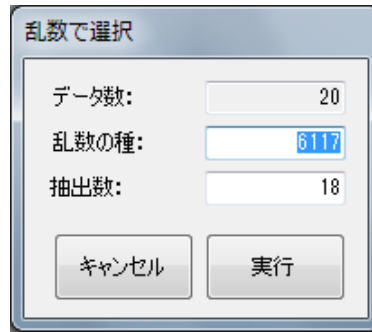 乱数で選択
データ数: 20
乱数の種: 6117
抽出数: 18
キャンセル 実行